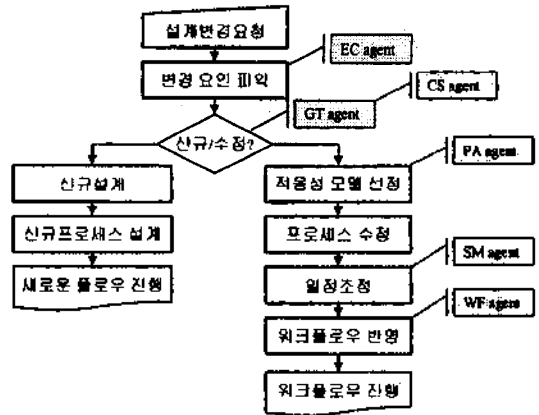 설계변경요청
EC agent
변경 요인 파악
CS agent
GT agent
신규/수정?
PA agent
신규설계
적응성 모델 선정
신규프로세스 설계
프로세스 수정
SM agent
새로운 플로우 진행
일정조정
WF agent
워크플로우 반영
워크플로우 진행